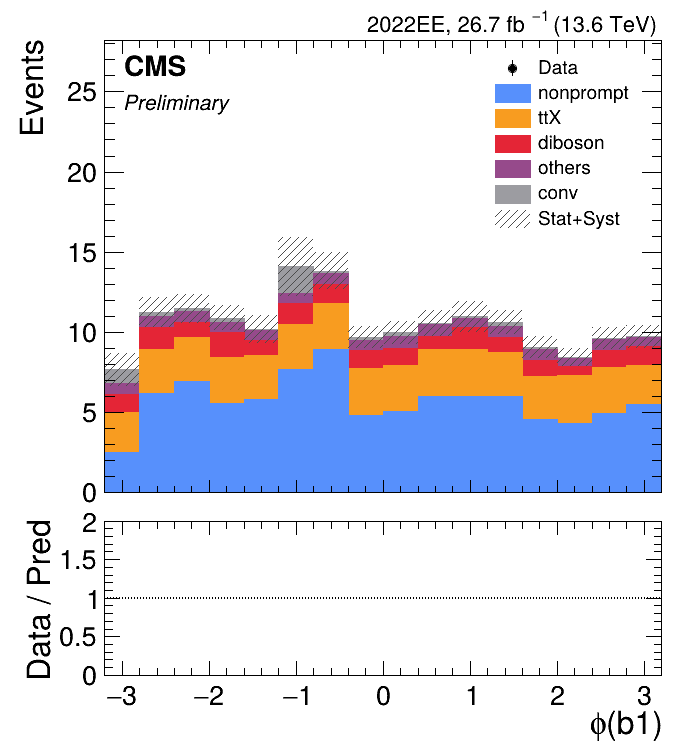 2022EE, 26.7 fb⁻¹ (13.6 TeV)
CMS
Preliminary
Events
Data
nonprompt
ttX
diboson
others
conv
Stat+Syst
25
20
15
10
5
0
Data / Pred
2
1.5
1
0.5
0
−3 −2 −1 0 1 2 3
ϕ(b1)